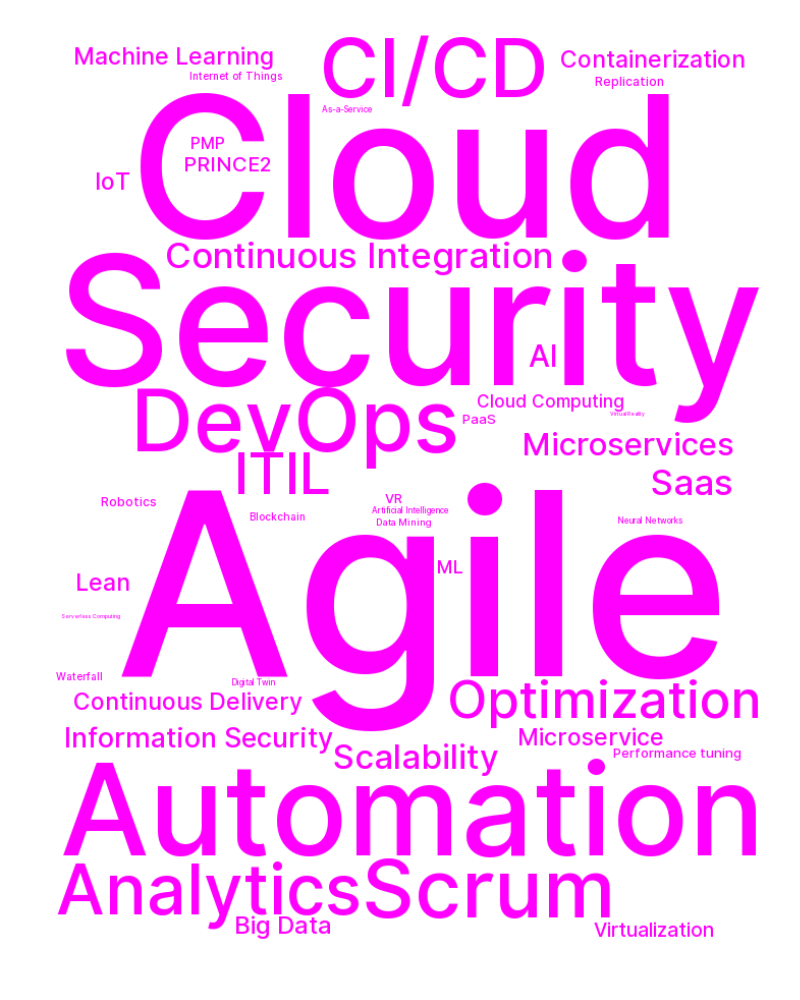 CI/CD
Machine Learning
Containerization
Internet of Things
Replication
As-a-Service
Cloud
PMP
PRINCE2
IoT
Continuous Integration
Security
AI
DevOps
Cloud Computing
Virtual Reality
PaaS
Microservices
ITIL
Saas
Agile
Robotics
VR
Artificial Intelligence
Blockchain
Data Mining
Neural Networks
ML
Lean
Serverless Computing
Waterfall
Digital Twin
Continuous Delivery
Optimization
Information Security
Microservice
Scalability
Performance tuning
Automation
Analytics
Scrum
Big Data
Virtualization